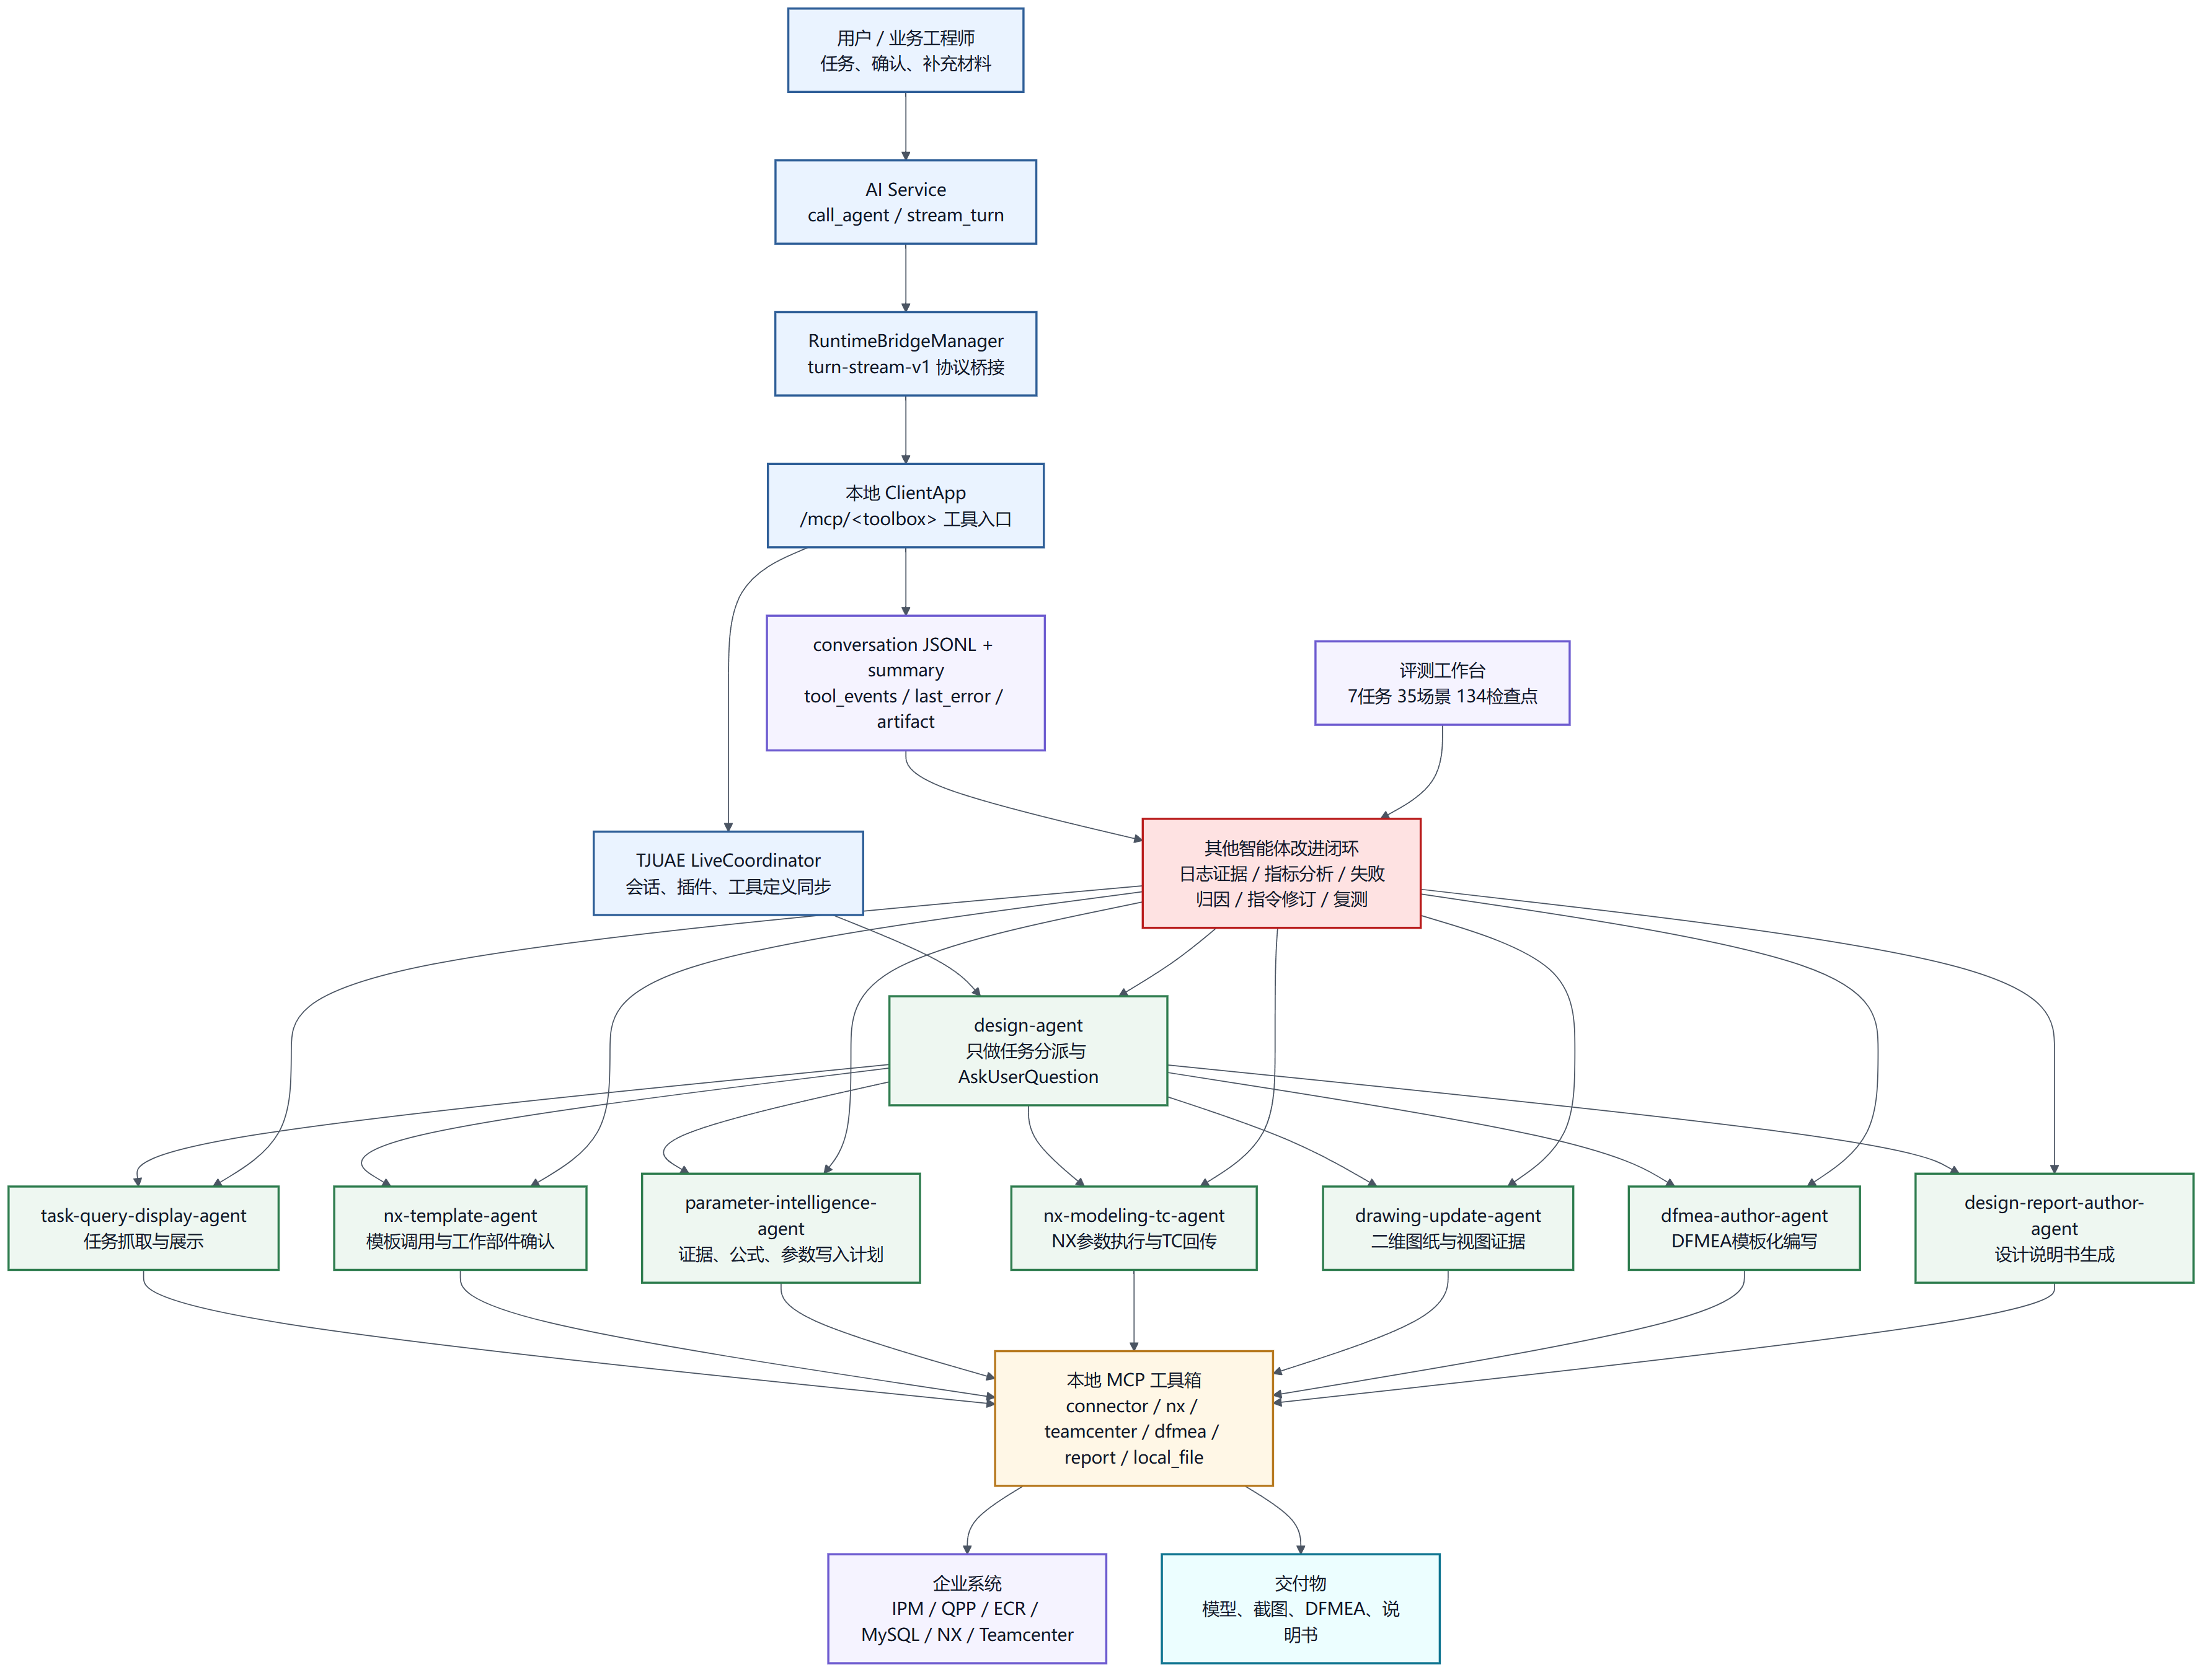 用户 / 业务工程师
任务、确认、补充材料
AI Service
call_agent / stream_turn
RuntimeBridgeManager
turn-stream-v1 协议桥接
本地 ClientApp
/mcp/<toolbox> 工具入口
conversation JSONL +
summary
tool_events / last_error /
artifact
评测工作台
7任务 35场景 134检查点
TJUAE LiveCoordinator
会话、插件、工具定义同步
其他智能体改进闭环
日志证据 / 指标分析 / 失败
归因 / 指令修订 / 复测
design-agent
只做任务分派与
AskUserQuestion
task-query-display-agent
任务抓取与展示
nx-template-agent
模板调用与工作部件确认
parameter-intelligence-
agent
证据、公式、参数写入计划
nx-modeling-tc-agent
NX参数执行与TC回传
drawing-update-agent
二维图纸与视图证据
dfmea-author-agent
DFMEA模板化编写
design-report-author-
agent
设计说明书生成
本地 MCP 工具箱
connector / nx /
teamcenter / dfmea /
report / local_file
企业系统
IPM / QPP / ECR /
MySQL / NX / Teamcenter
交付物
模型、截图、DFMEA、说
明书